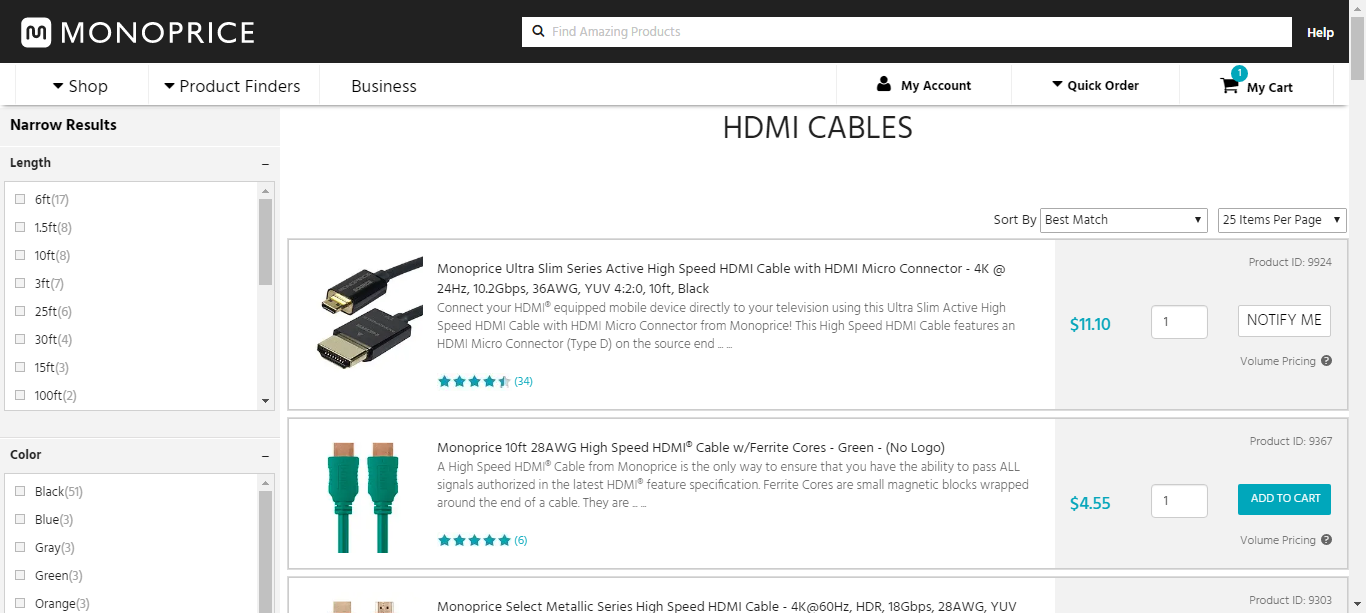 MONOPRICE
Find Amazing Products
Help
Shop
Product Finders
Business
My Account
Quick Order
1
My Cart
Narrow Results
HDMI CABLES
Length
–
6ft(17)
1.5ft(8)
10ft(8)
3ft(7)
25ft(6)
30ft(4)
15ft(3)
100ft(2)
Color
–
Black(51)
Blue(3)
Gray(3)
Green(3)
Orange(3)
Sort By Best Match
25 Items Per Page
Monoprice Ultra Slim Series Active High Speed HDMI Cable with HDMI Micro Connector - 4K @
24Hz, 10.2Gbps, 36AWG, YUV 4:2:0, 10ft, Black
Connect your HDMI® equipped mobile device directly to your television using this Ultra Slim Active High
Speed HDMI Cable with HDMI Micro Connector from Monoprice! This High Speed HDMI Cable features an
HDMI Micro Connector (Type D) on the source end ... ...
(34)
Product ID: 9924
$11.10
1
NOTIFY ME
Volume Pricing ?
Monoprice 10ft 28AWG High Speed HDMI® Cable w/Ferrite Cores - Green - (No Logo)
A High Speed HDMI® Cable from Monoprice is the only way to ensure that you have the ability to pass ALL
signals authorized in the latest HDMI® feature specification. Ferrite Cores are small magnetic blocks wrapped
around the end of a cable. They are ... ...
(6)
Product ID: 9367
$4.55
1
ADD TO CART
Volume Pricing ?
Monoprice Select Metallic Series High Speed HDMI Cable - 4K@60Hz, HDR, 18Gbps, 28AWG, YUV
Product ID: 9303